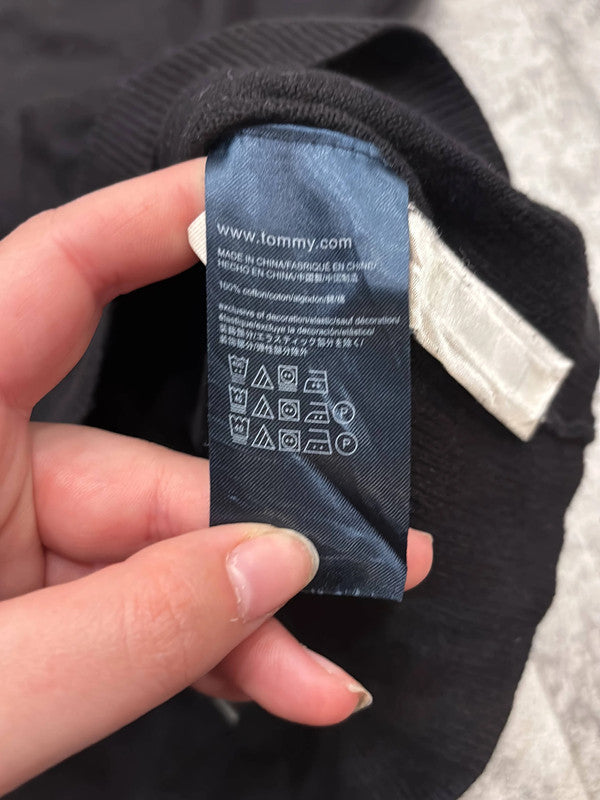 www.tommy.com
MADE IN CHINA/FABRIQUÉ EN CHINE/
HECHO EN CHINA/中国製/中国制造
100% cotton/coton/algodón/綿/棉
Exclusive of decoration/elastic/sauf décoration/
élastique/excluye la decoración/elástico/
装飾部分/エラスティック部分を除く/
装饰部分/弹性部分除外